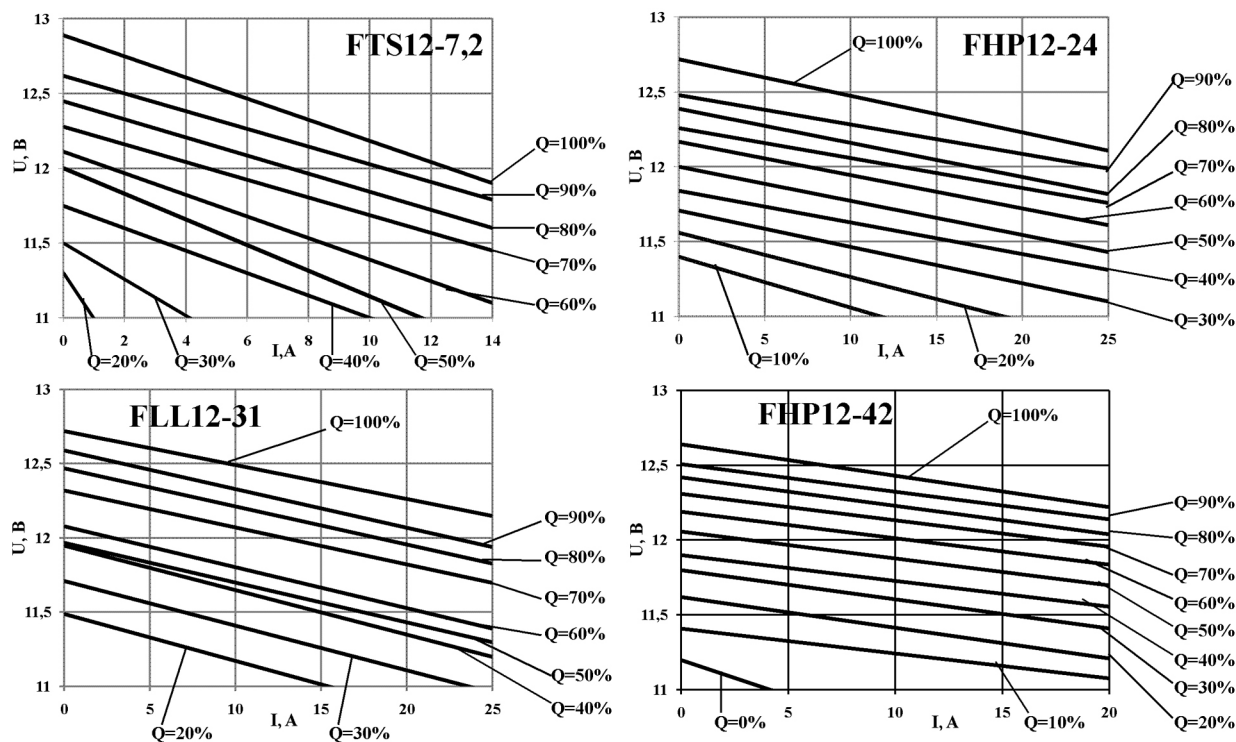 FTS12-7,2
U, В
13
12,5
12
11,5
11
0 2 4 6 8 10 12 14
I, A
Q=100%
Q=90%
Q=80%
Q=70%
Q=60%
Q=20% Q=30% Q=40% Q=50%
FHP12-24
Q=100%
U, В
13
12,5
12
11,5
11
0 5 10 15 20 25
I, A
Q=90%
Q=80%
Q=70%
Q=60%
Q=50%
Q=40%
Q=30%
Q=10% Q=20%
FLL12-31
Q=100%
U, В
13
12,5
12
11,5
11
0 5 10 15 20 25
I, A
Q=90%
Q=80%
Q=70%
Q=60%
Q=50%
Q=40%
Q=20% Q=30%
FHP12-42
Q=100%
U, В
13
12,5
12
11,5
11
0 5 10 15 20
I, A
Q=90%
Q=80%
Q=70%
Q=60%
Q=50%
Q=40%
Q=30%
Q=0% Q=10% Q=20%